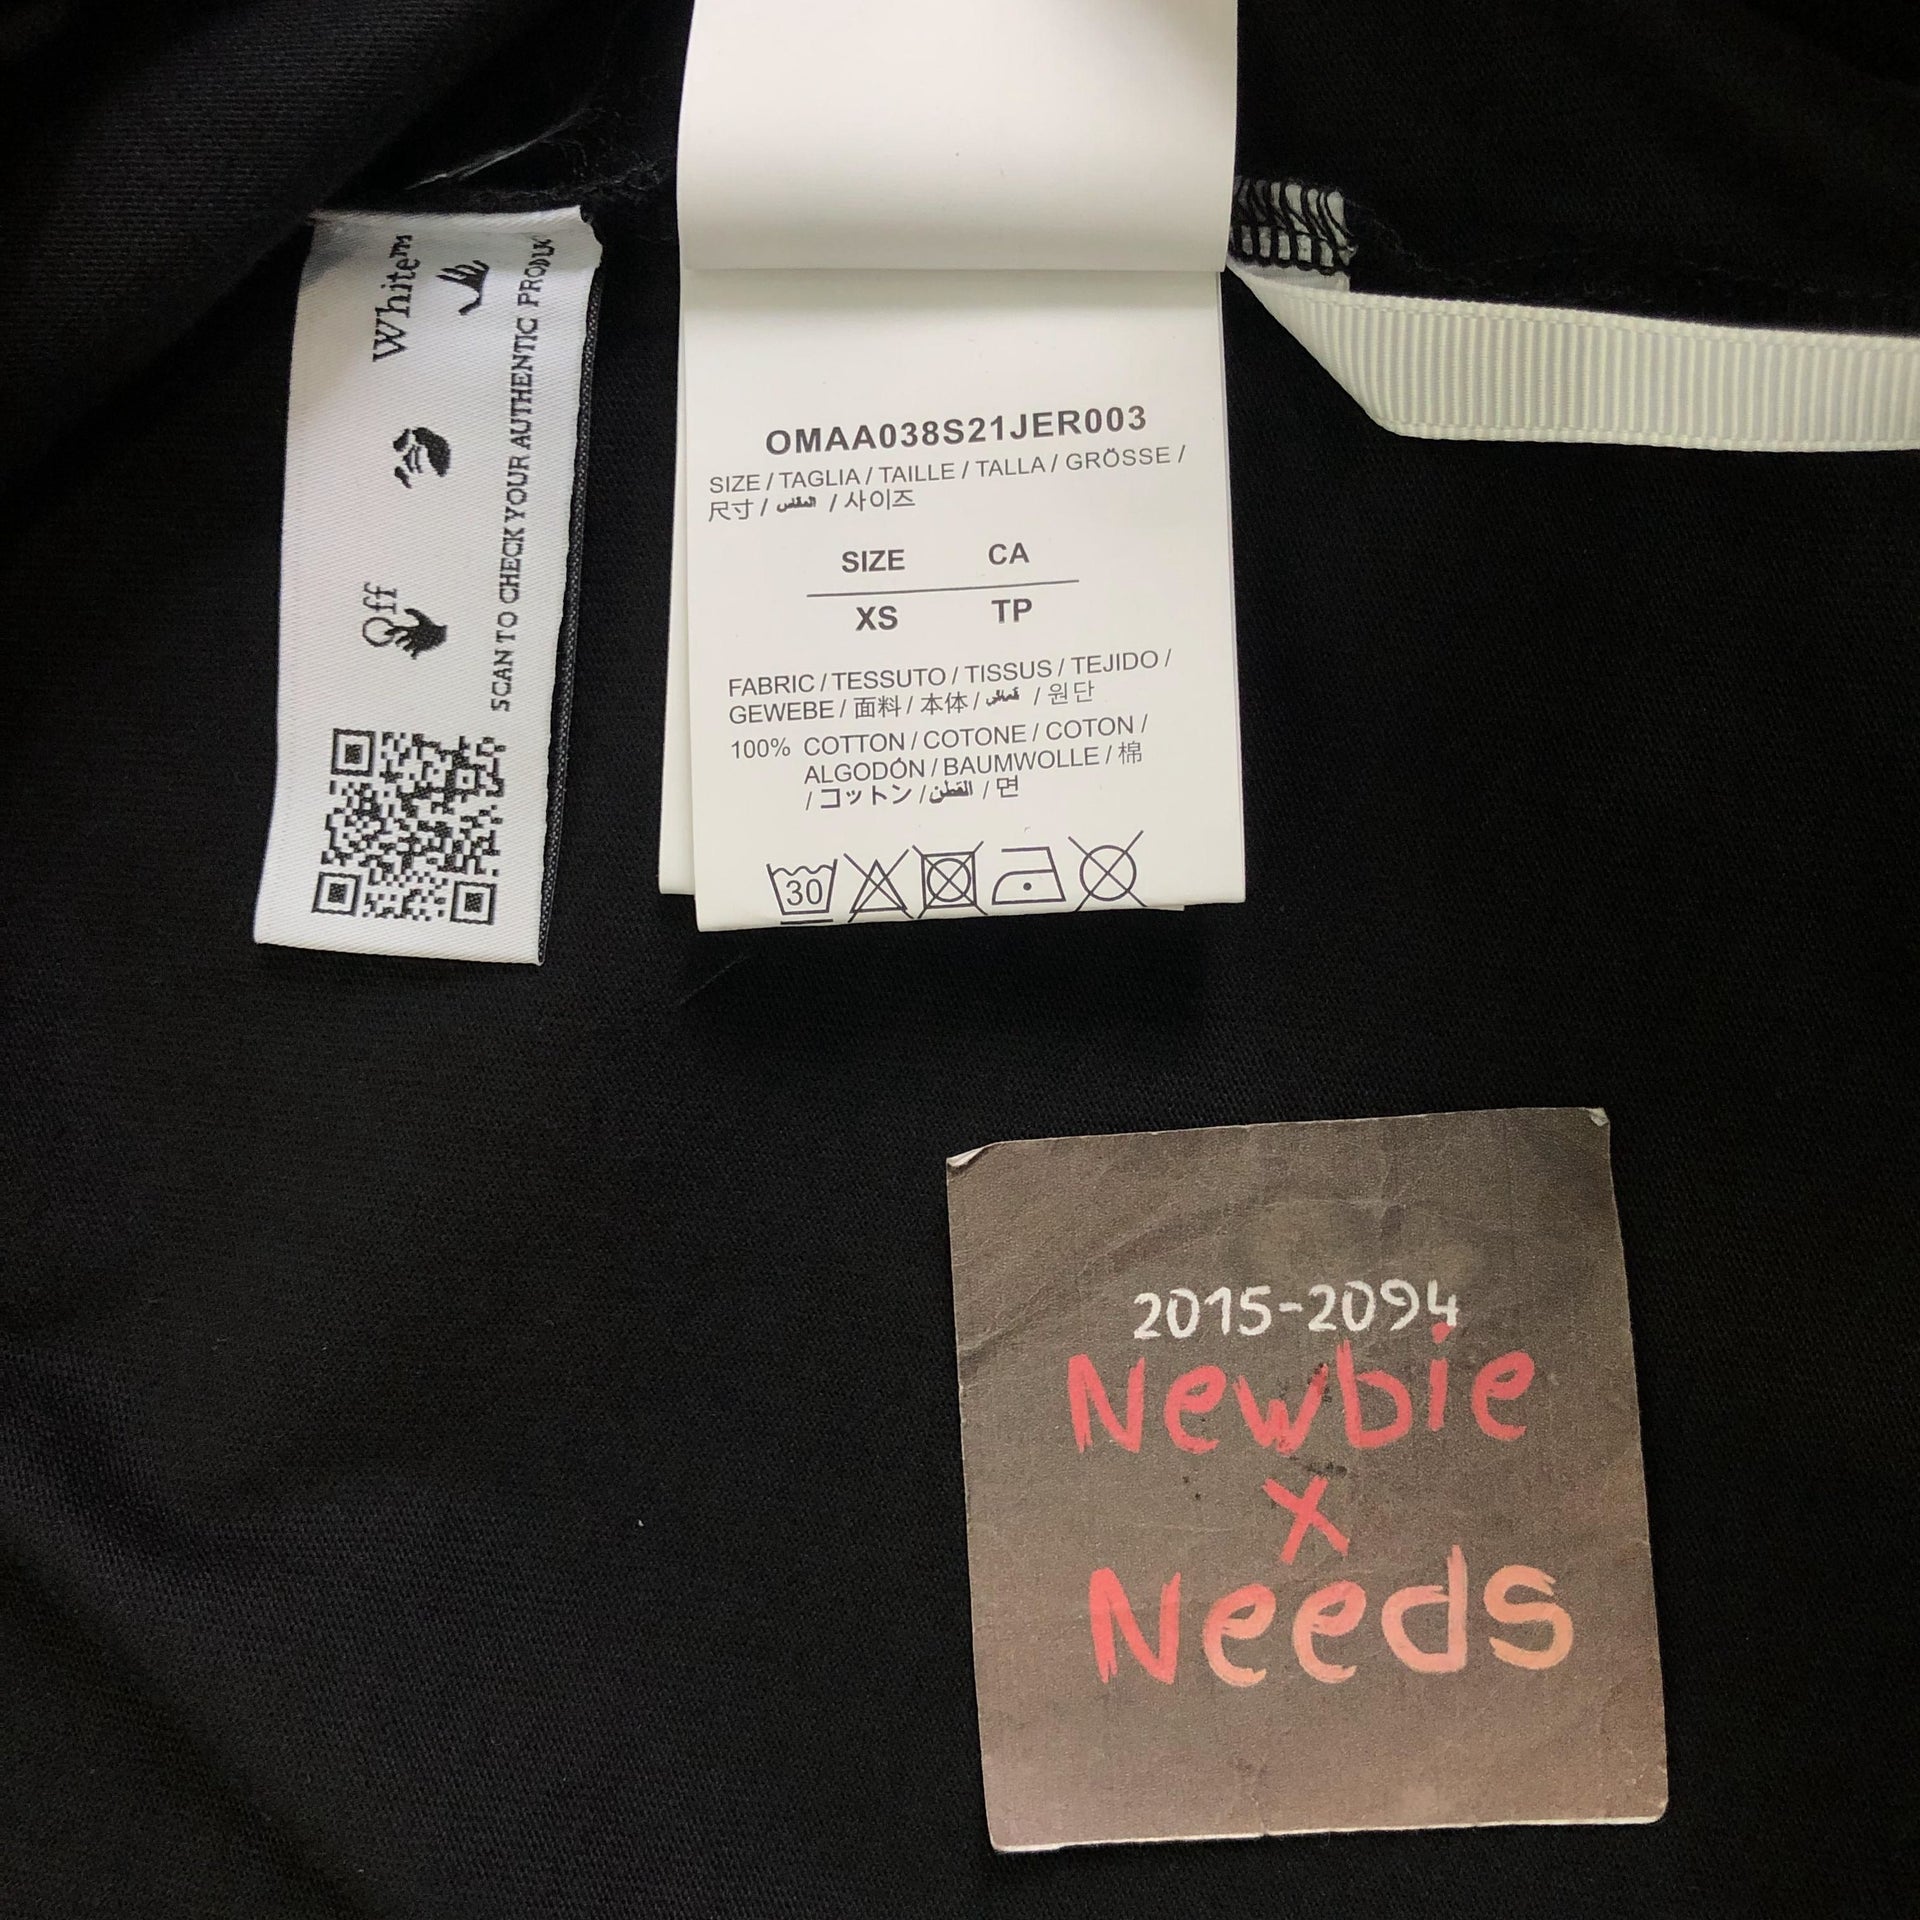 Off White™
SCAN TO CHECK YOUR AUTHENTIC
OMAA038S21JER003
SIZE / TAGLIA / TAILLE / TALLA / GRÖSSE /
尺寸 / المقاس / 사이즈
SIZE CA
XS TP
FABRIC / TESSUTO / TISSUS / TEJIDO /
GEWEBE / 面料 / 本体 / قماش / 원단
100% COTTON / COTONE / COTON /
ALGODÓN / BAUMWOLLE / 棉
/ コットン / القطن / 면
30
2015-2094
Newbie
x
Needs